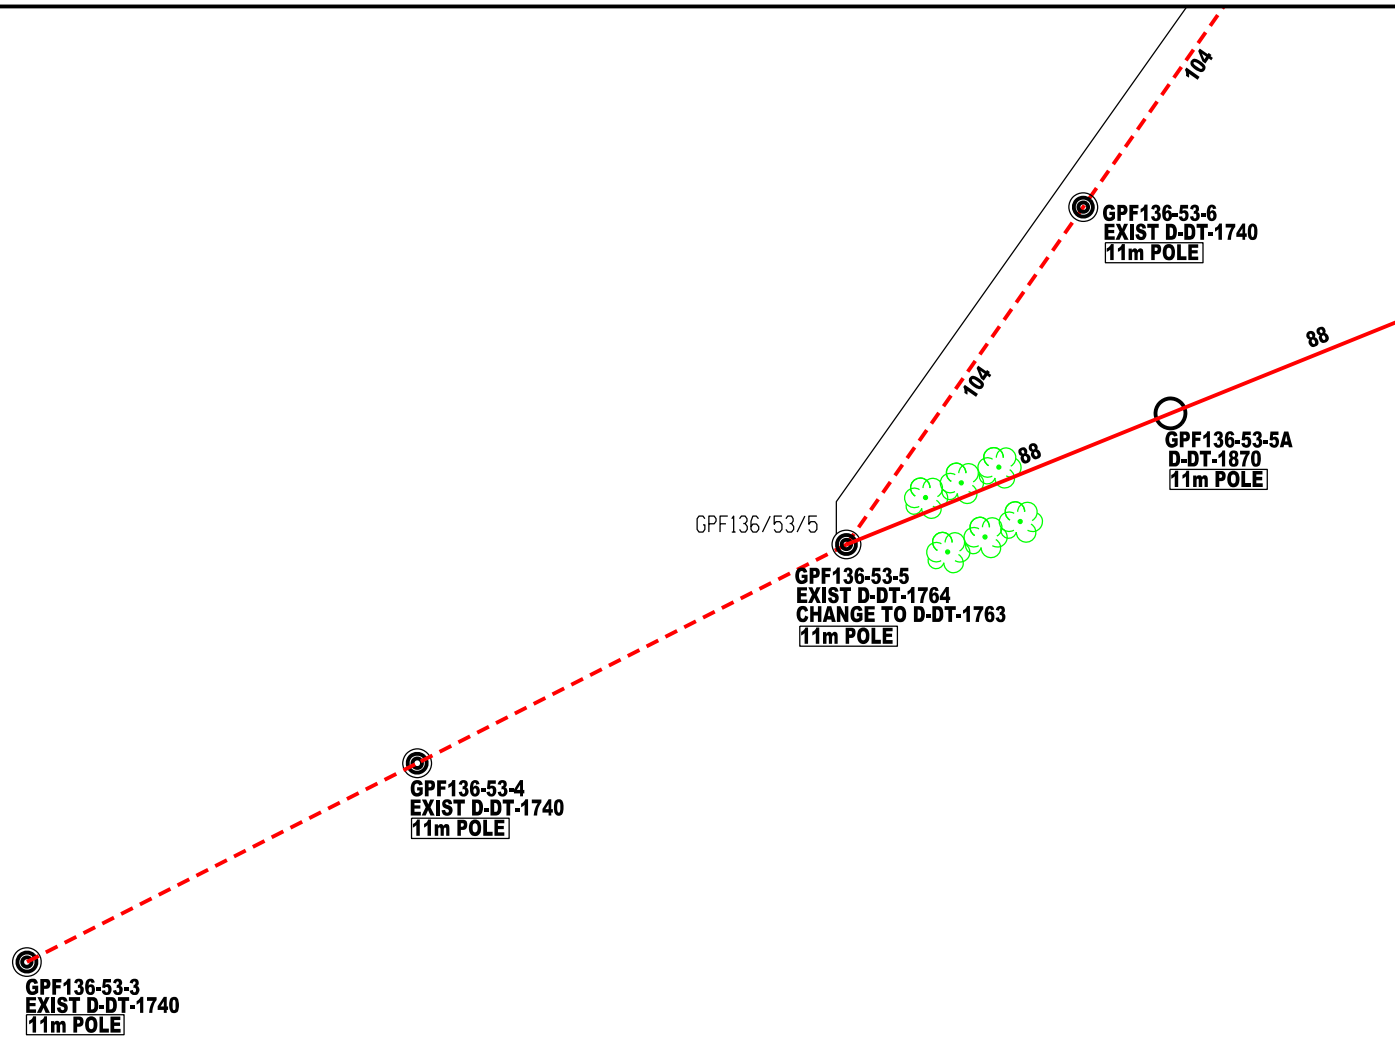 104
GPF136-53-6
EXIST D-DT-1740
11m POLE
88
104
GPF136-53-5A
D-DT-1870
11m POLE
88
GPF136/53/5
GPF136-53-5
EXIST D-DT-1764
CHANGE TO D-DT-1763
11m POLE
GPF136-53-4
EXIST D-DT-1740
11m POLE
GPF136-53-3
EXIST D-DT-1740
11m POLE